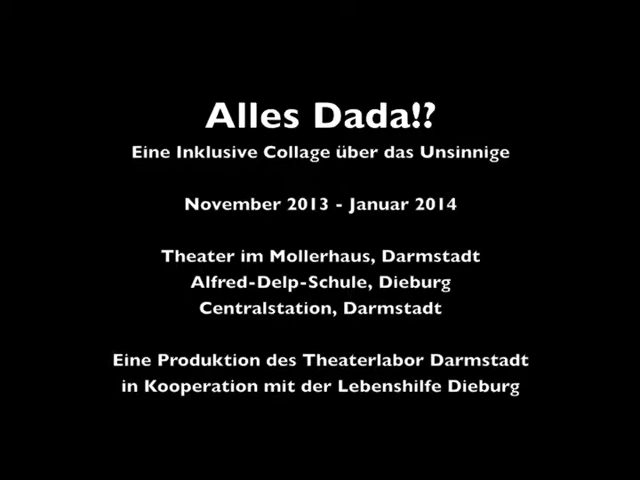 Alles Dada!?
Eine Inklusive Collage über das Unsinnige
November 2013 - Januar 2014
Theater im Mollerhaus, Darmstadt
Alfred-Delp-Schule, Dieburg
Centralstation, Darmstadt
Eine Produktion des Theaterlabor Darmstadt
in Kooperation mit der Lebenshilfe Dieburg